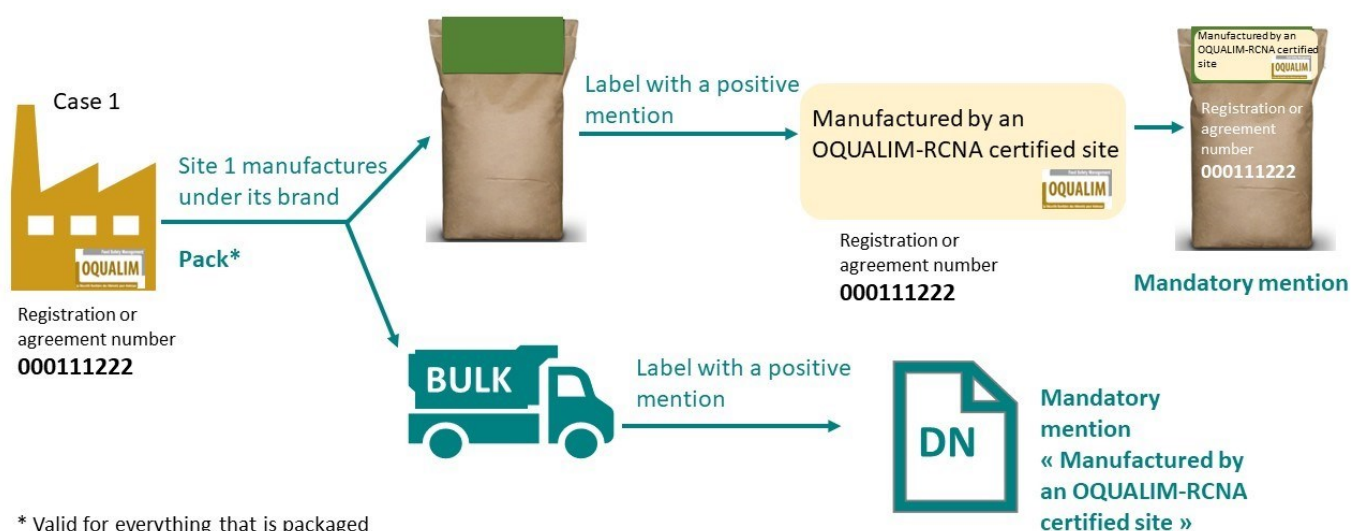 Case 1
OQUALIM
Registration or
agreement number
000111222
Site 1 manufactures
under its brand
Pack*
Label with a positive
mention
Manufactured by an
OQUALIM-RCNA certified site
OQUALIM
Registration or
agreement number
000111222
Manufactured by an
OQUALIM-RCNA certified
site
OQUALIM
Registration or
agreement
number
000111222
Mandatory mention
BULK
Label with a positive
mention
DN
Mandatory
mention
« Manufactured by
an OQUALIM-RCNA
certified site »
* Valid for everything that is packaged